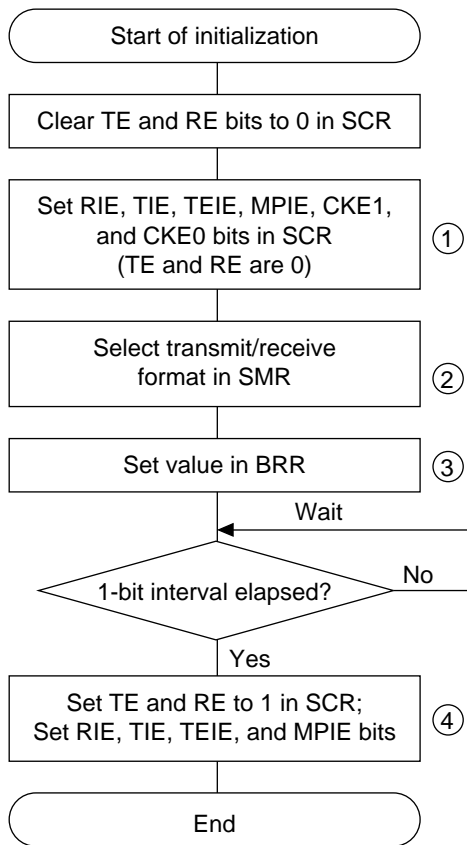 Start of initialization
Clear TE and RE bits to 0 in SCR
Set RIE, TIE, TEIE, MPIE, CKE1,
and CKE0 bits in SCR
(TE and RE are 0)
①
Select transmit/receive
format in SMR
②
Set value in BRR
③
Wait
1-bit interval elapsed?
No
Yes
Set TE and RE to 1 in SCR;
Set RIE, TIE, TEIE, and MPIE bits
④
End